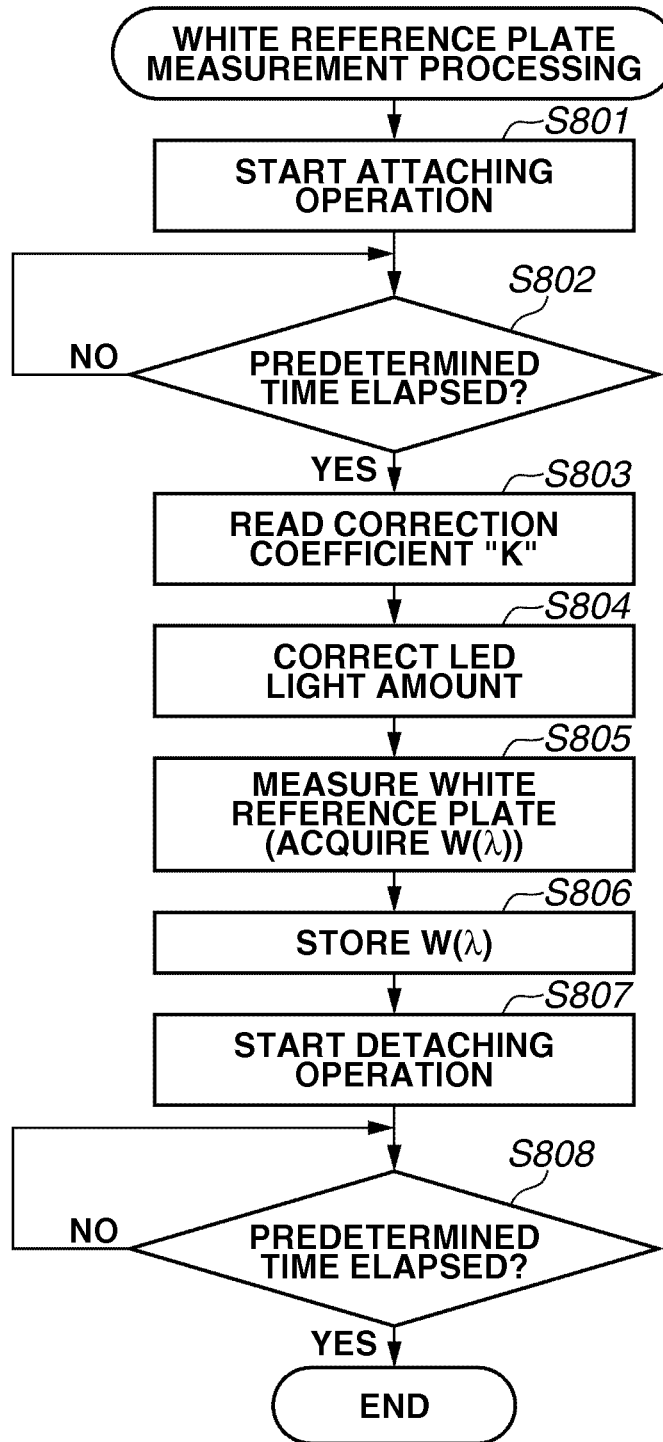 WHITE REFERENCE PLATE
MEASUREMENT PROCESSING
S801
START ATTACHING
OPERATION
S802
NO
PREDETERMINED
TIME ELAPSED?
YES
S803
READ CORRECTION
COEFFICIENT "K"
S804
CORRECT LED
LIGHT AMOUNT
S805
MEASURE WHITE
REFERENCE PLATE
(ACQUIRE W(λ))
S806
STORE W(λ)
S807
START DETACHING
OPERATION
S808
NO
PREDETERMINED
TIME ELAPSED?
YES
END